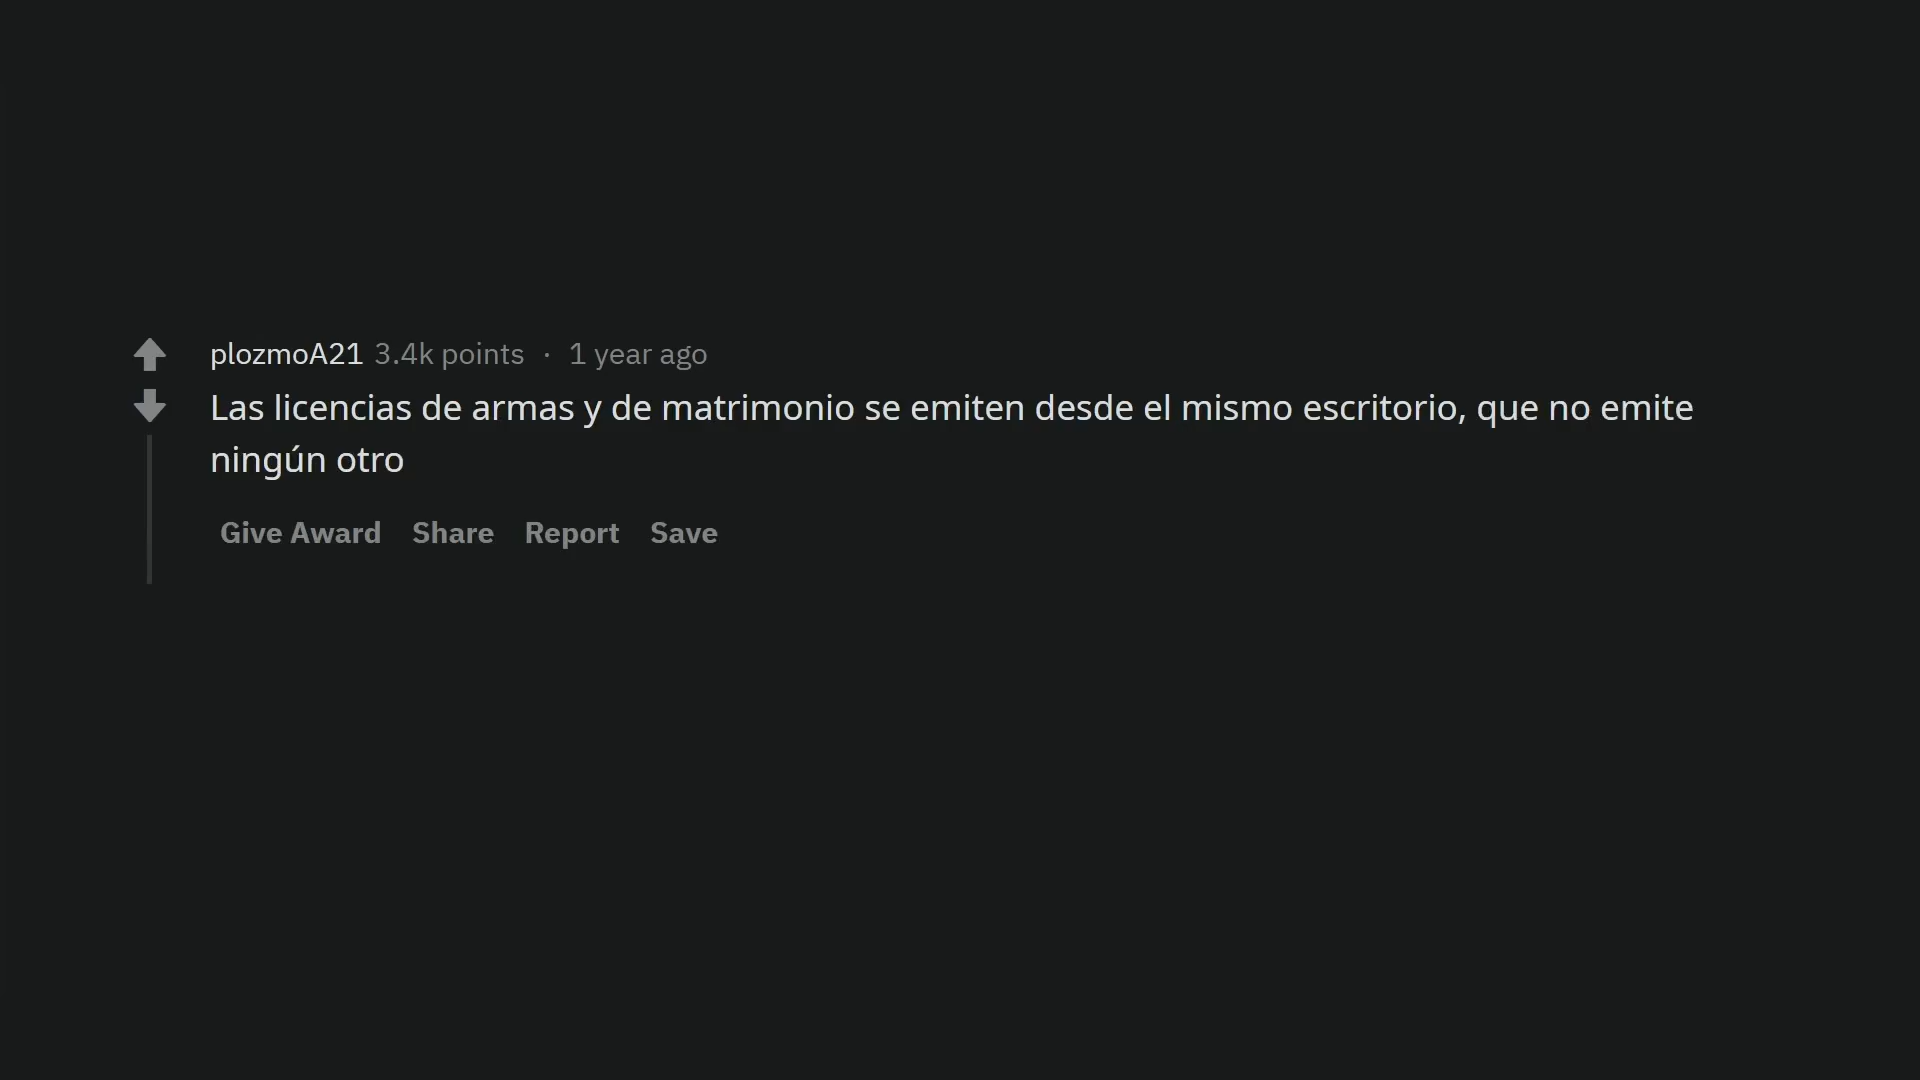 plozmoA21 3.4k points · 1 year ago
Las licencias de armas y de matrimonio se emiten desde el mismo escritorio, que no emite
ningún otro
Give Award Share Report Save